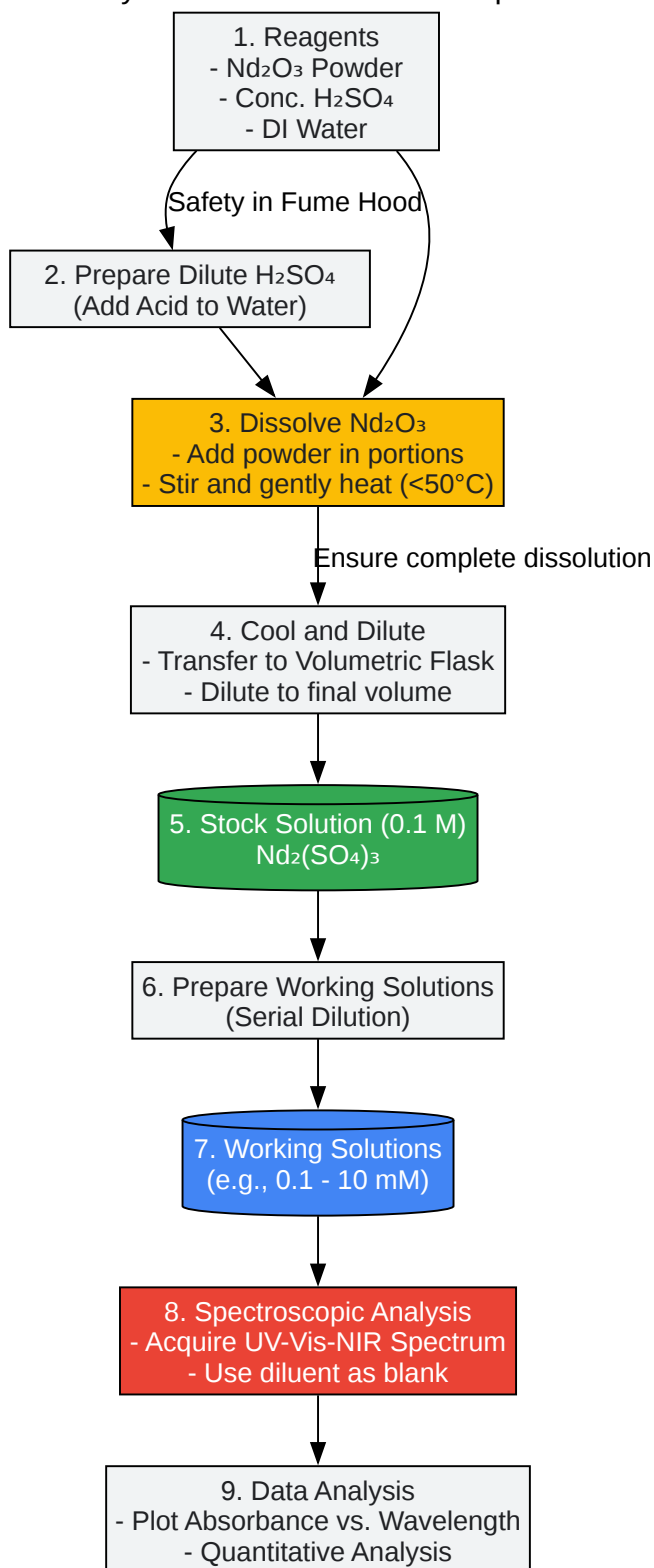 1. Reagents
- Nd₂O₃ Powder
- Conc. H₂SO₄
- DI Water
Safety in Fume Hood
2. Prepare Dilute H₂SO₄
(Add Acid to Water)
3. Dissolve Nd₂O₃
- Add powder in portions
- Stir and gently heat (<50°C)
Ensure complete dissolution
4. Cool and Dilute
- Transfer to Volumetric Flask
- Dilute to final volume
5. Stock Solution (0.1 M)
Nd₂(SO₄)₃
6. Prepare Working Solutions
(Serial Dilution)
7. Working Solutions
(e.g., 0.1 - 10 mM)
8. Spectroscopic Analysis
- Acquire UV-Vis-NIR Spectrum
- Use diluent as blank
9. Data Analysis
- Plot Absorbance vs. Wavelength
- Quantitative Analysis